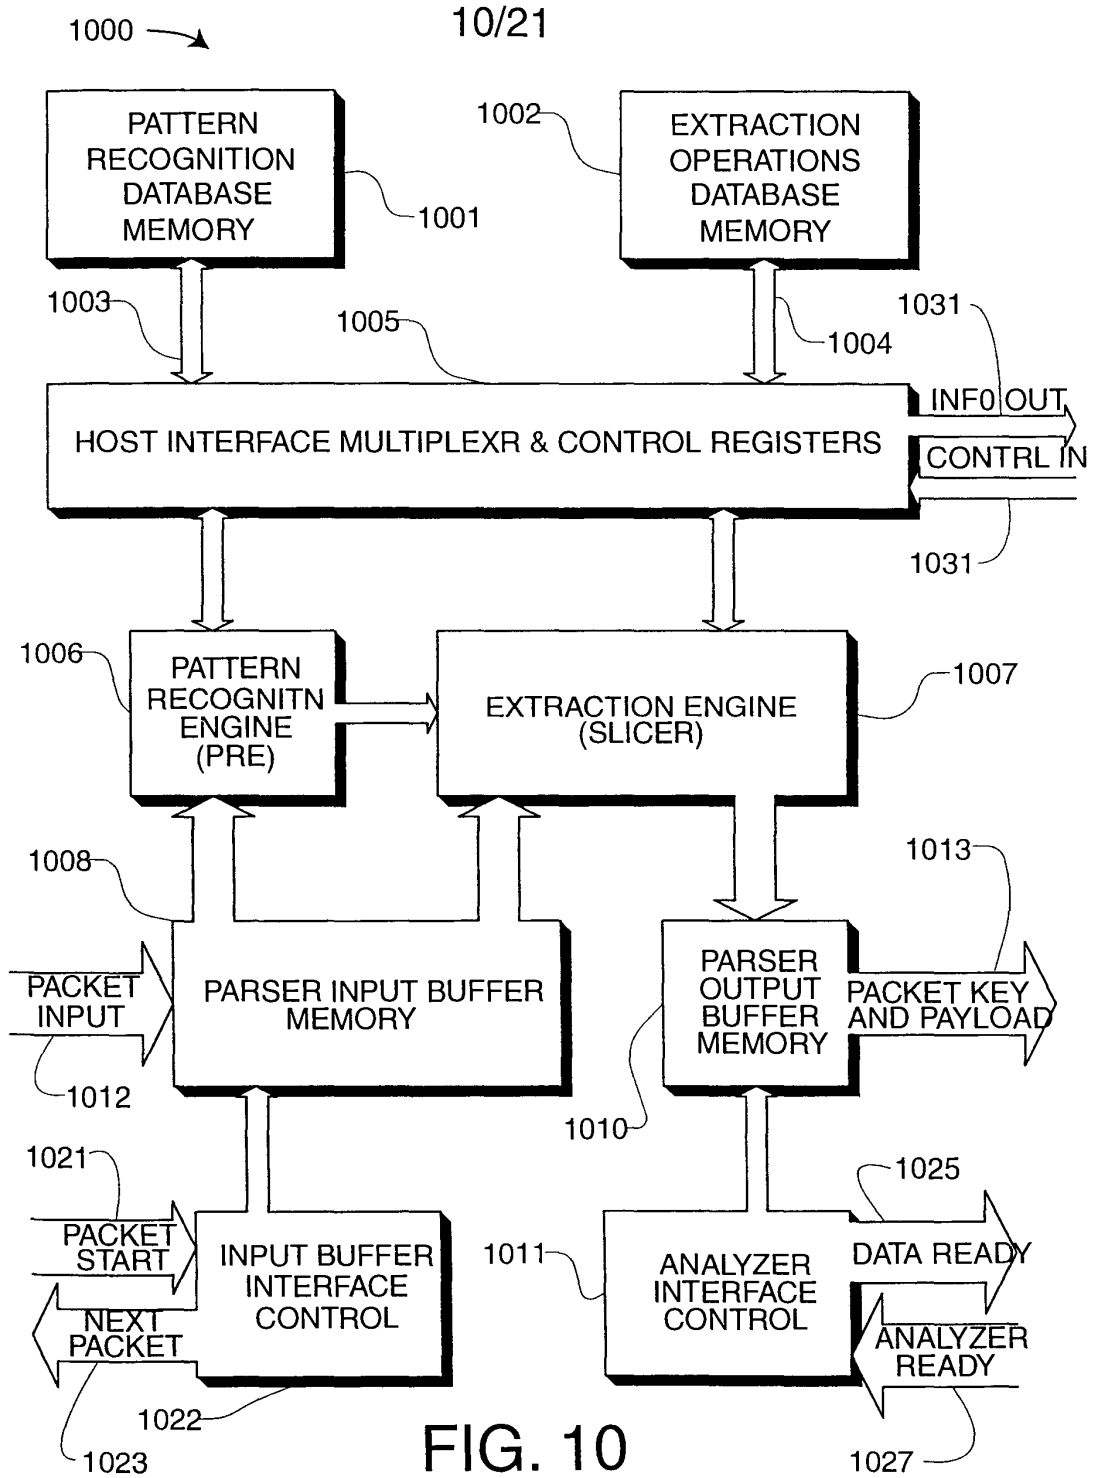 10/21
1000
PATTERN
RECOGNITION
DATABASE
MEMORY
1001
1002
EXTRACTION
OPERATIONS
DATABASE
MEMORY
1003
1004
1005
1031
HOST INTERFACE MULTIPLEXR & CONTROL REGISTERS
INF0 OUT
CONTRL IN
1031
1006
PATTERN
RECOGNITN
ENGINE
(PRE)
EXTRACTION ENGINE
(SLICER)
1007
1008
PACKET
INPUT
1012
PARSER INPUT BUFFER
MEMORY
PARSER
OUTPUT
BUFFER
MEMORY
1010
1013
PACKET KEY
AND PAYLOAD
1021
PACKET
START
NEXT
PACKET
1023
INPUT BUFFER
INTERFACE
CONTROL
1022
1011
ANALYZER
INTERFACE
CONTROL
1025
DATA READY
ANALYZER
READY
1027
FIG. 10